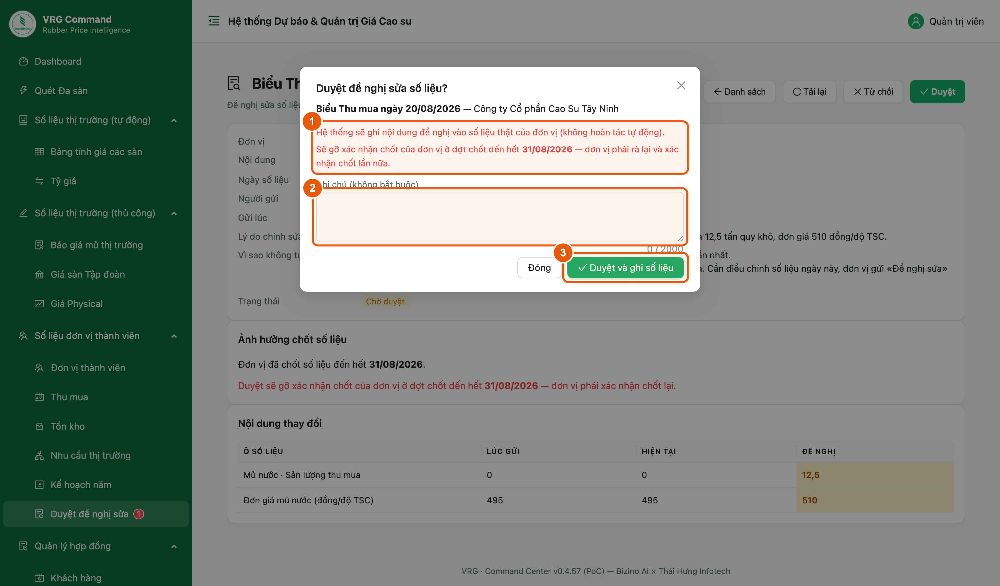 VRG Command
Rubber Price Intelligence
Dashboard
Quét Đa sàn
Số liệu thị trường (tự động)
Bảng tính giá các sàn
Tỷ giá
Số liệu thị trường (thủ công)
Báo giá mủ thị trường
Giá sàn Tập đoàn
Giá Physical
Số liệu đơn vị thành viên
Đơn vị thành viên
Thu mua
Tồn kho
Nhu cầu thị trường
Kế hoạch năm
Duyệt đề nghị sửa 1
Quản lý hợp đồng
Khách hàng
Hệ thống Dự báo & Quản trị Giá Cao su
Quản trị viên
Biểu Th
Đề nghị sửa số liệu
Danh sách
Tải lại
Từ chối
Duyệt
Duyệt đề nghị sửa số liệu?
Biểu Thu mua ngày 20/08/2026 — Công ty Cổ phần Cao Su Tây Ninh
1
Hệ thống sẽ ghi nội dung đề nghị vào số liệu thật của đơn vị (không hoàn tác tự động).
Sẽ gỡ xác nhận chốt của đơn vị ở đợt chốt đến hết 31/08/2026 — đơn vị phải rà lại và xác
nhận chốt lần nữa.
2
hi chú (không bắt buộc)
0 / 2000
3
Đóng
Duyệt và ghi số liệu
Đơn vị
Nội dung
Ngày số liệu
Người gửi
Gửi lúc
Lý do chỉnh sửa
12,5 tấn quy khô, đơn giá 510 đồng/độ TSC.
Vì sao không tự
nhất.
Cần điều chỉnh số liệu ngày này, đơn vị gửi «Đề nghị sửa»
Trạng thái
Chờ duyệt
Ảnh hưởng chốt số liệu
Đơn vị đã chốt số liệu đến hết 31/08/2026.
Duyệt sẽ gỡ xác nhận chốt của đơn vị ở đợt chốt đến hết 31/08/2026 — đơn vị phải xác nhận chốt lại.
Nội dung thay đổi
Ô SỐ LIỆU LÚC GỬI HIỆN TẠI ĐỀ NGHỊ
Mủ nước · Sản lượng thu mua 0 0 12,5
Đơn giá mủ nước (đồng/độ TSC) 495 495 510
VRG · Command Center v0.4.57 (PoC) — Bizino AI × Thái Hưng Infotech